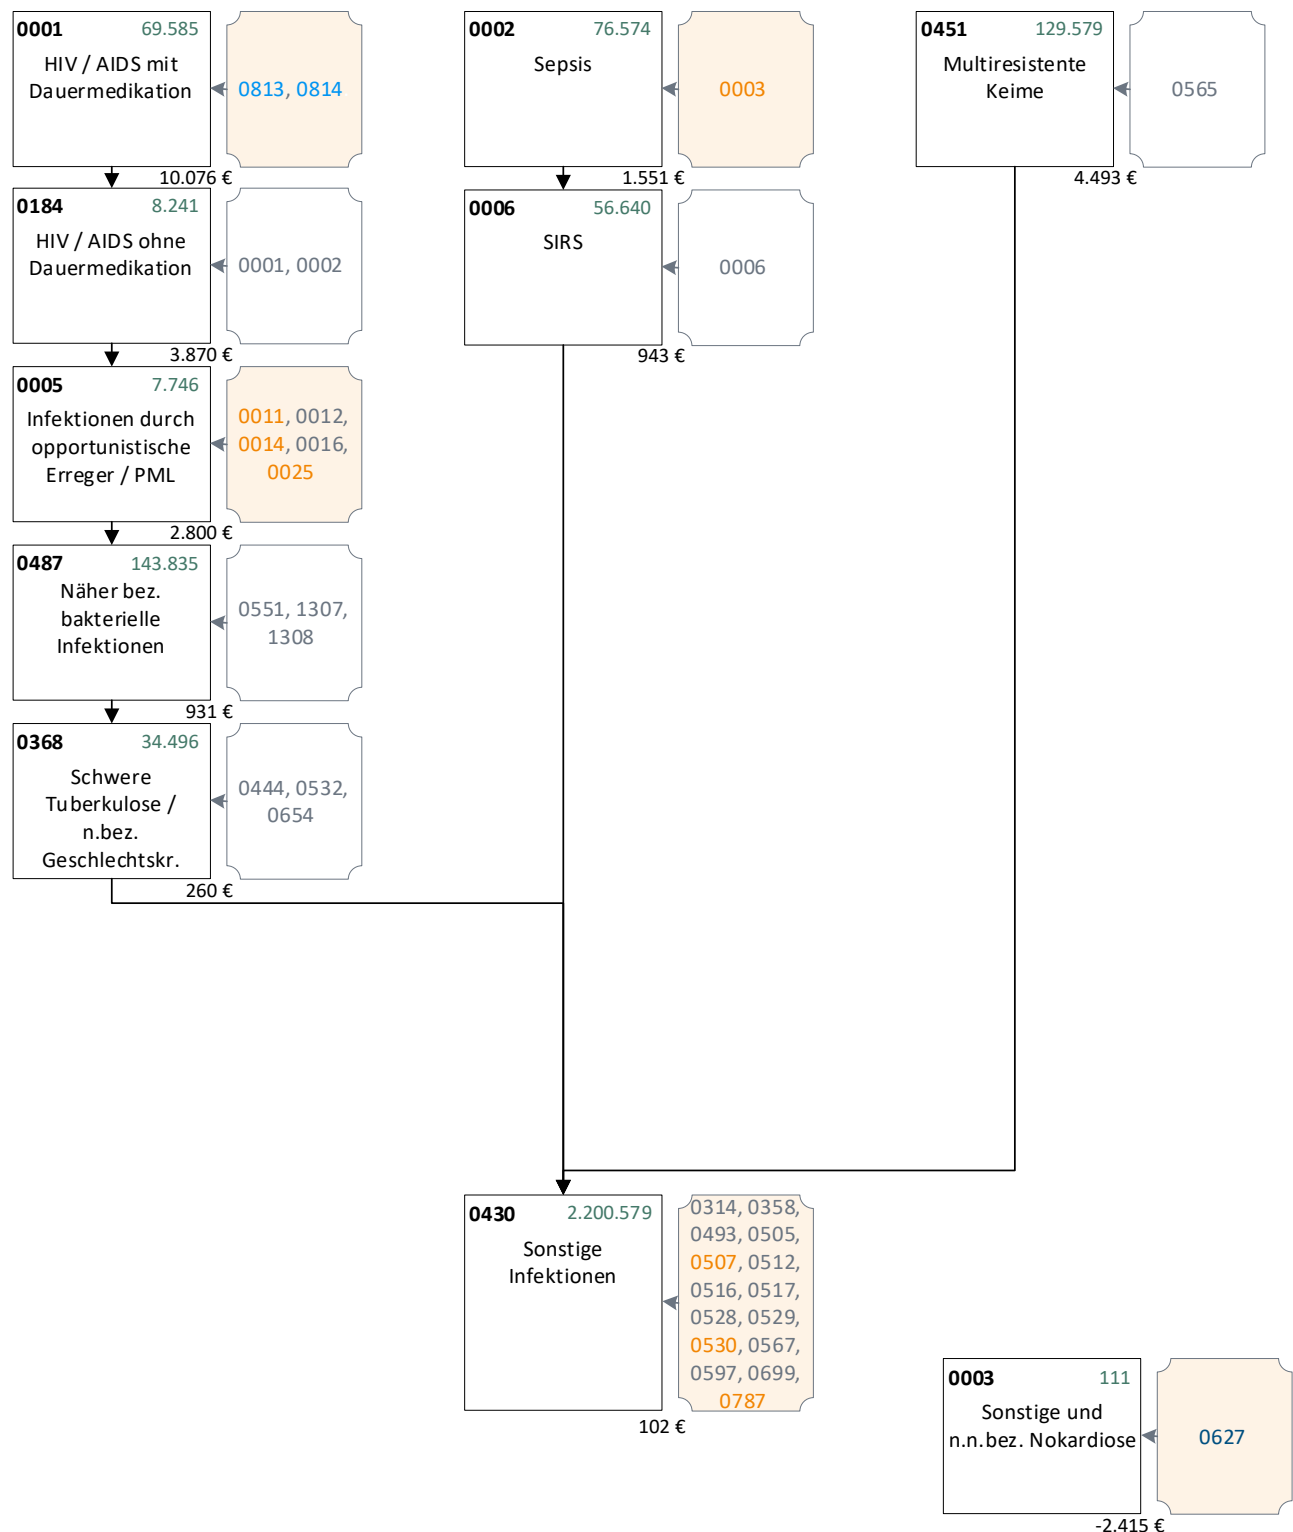 0001 69.585
HIV / AIDS mit
Dauermedikation
0813, 0814
10.076 €
0002 76.574
Sepsis
0003
1.551 €
0451 129.579
Multiresistente
Keime
0565
4.493 €
0184 8.241
HIV / AIDS ohne
Dauermedikation
0001, 0002
3.870 €
0006 56.640
SIRS
0006
943 €
0005 7.746
Infektionen durch
opportunistische
Erreger / PML
0011, 0012,
0014, 0016,
0025
2.800 €
0487 143.835
Näher bez.
bakterielle
Infektionen
0551, 1307,
1308
931 €
0368 34.496
Schwere
Tuberkulose /
n.bez.
Geschlechtskr.
0444, 0532,
0654
260 €
0430 2.200.579
Sonstige
Infektionen
0314, 0358,
0493, 0505,
0507, 0512,
0516, 0517,
0528, 0529,
0530, 0567,
0597, 0699,
0787
102 €
0003 111
Sonstige und
n.n.bez. Nokardiose
0627
-2.415 €